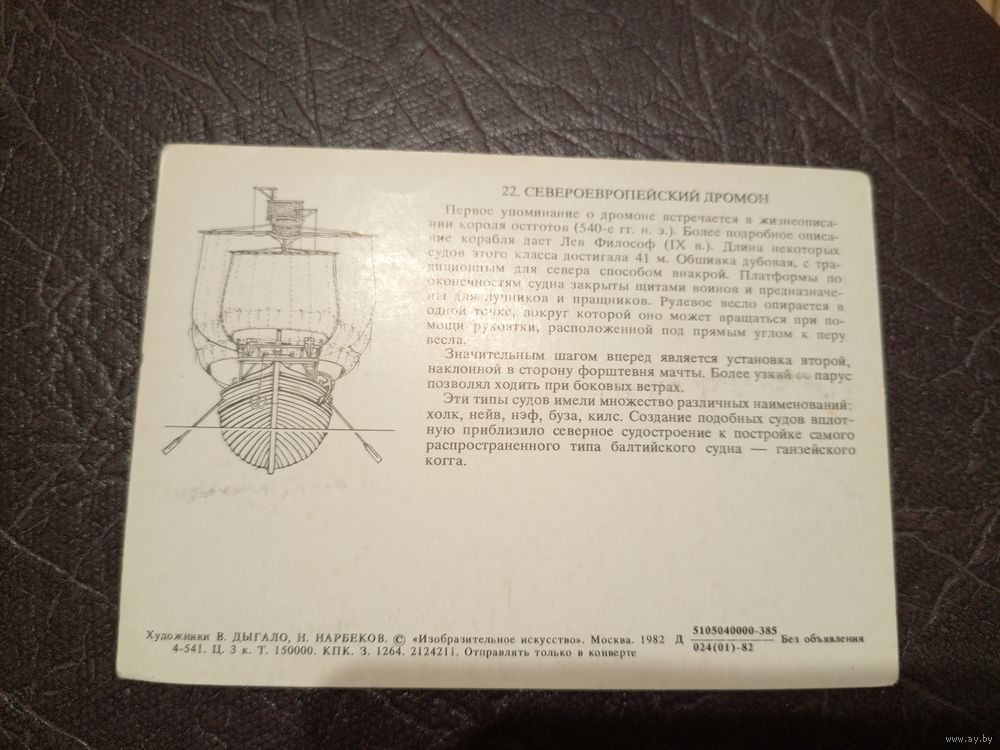 22. СЕВЕРОЕВРОПЕЙСКИЙ ДРОМОН
Первое упоминание о дромоне встречается в жизнеописа-
нии короля остготов (540-е гг. н. э.). Более подробное описа-
ние корабля дает Лев Философ (IX в.). Длина некоторых
судов этого класса достигала 41 м. Обшивка дубовая, с тра-
диционным для севера способом внакрой. Платформы по
оконечностям судна закрыты щитами воинов и предназначе-
ны для лучников и пращников. Рулевое весло опирается в
одной точке, вокруг которой оно может вращаться при по-
мощи рукоятки, расположенной под прямым углом к перу
весла.
Значительным шагом вперед является установка второй,
наклонной в сторону форштевня мачты. Более узкий ее парус
позволял ходить при боковых ветрах.
Эти типы судов имели множество различных наименований:
холк, нейв, нэф, буза, килс. Создание подобных судов вплот-
ную приблизило северное судостроение к постройке самого
распространенного типа балтийского судна — ганзейского
когга.
Художники В. ДЫГАЛО, Н. НАРБЕКОВ. © «Изобразительное искусство». Москва. 1982 Д 5105040000-385 Без объявления
024(01)-82
4-541. Ц. 3 к. Т. 150000. КПК. З. 1264. 2124211. Отправлять только в конверте
www.ay.by